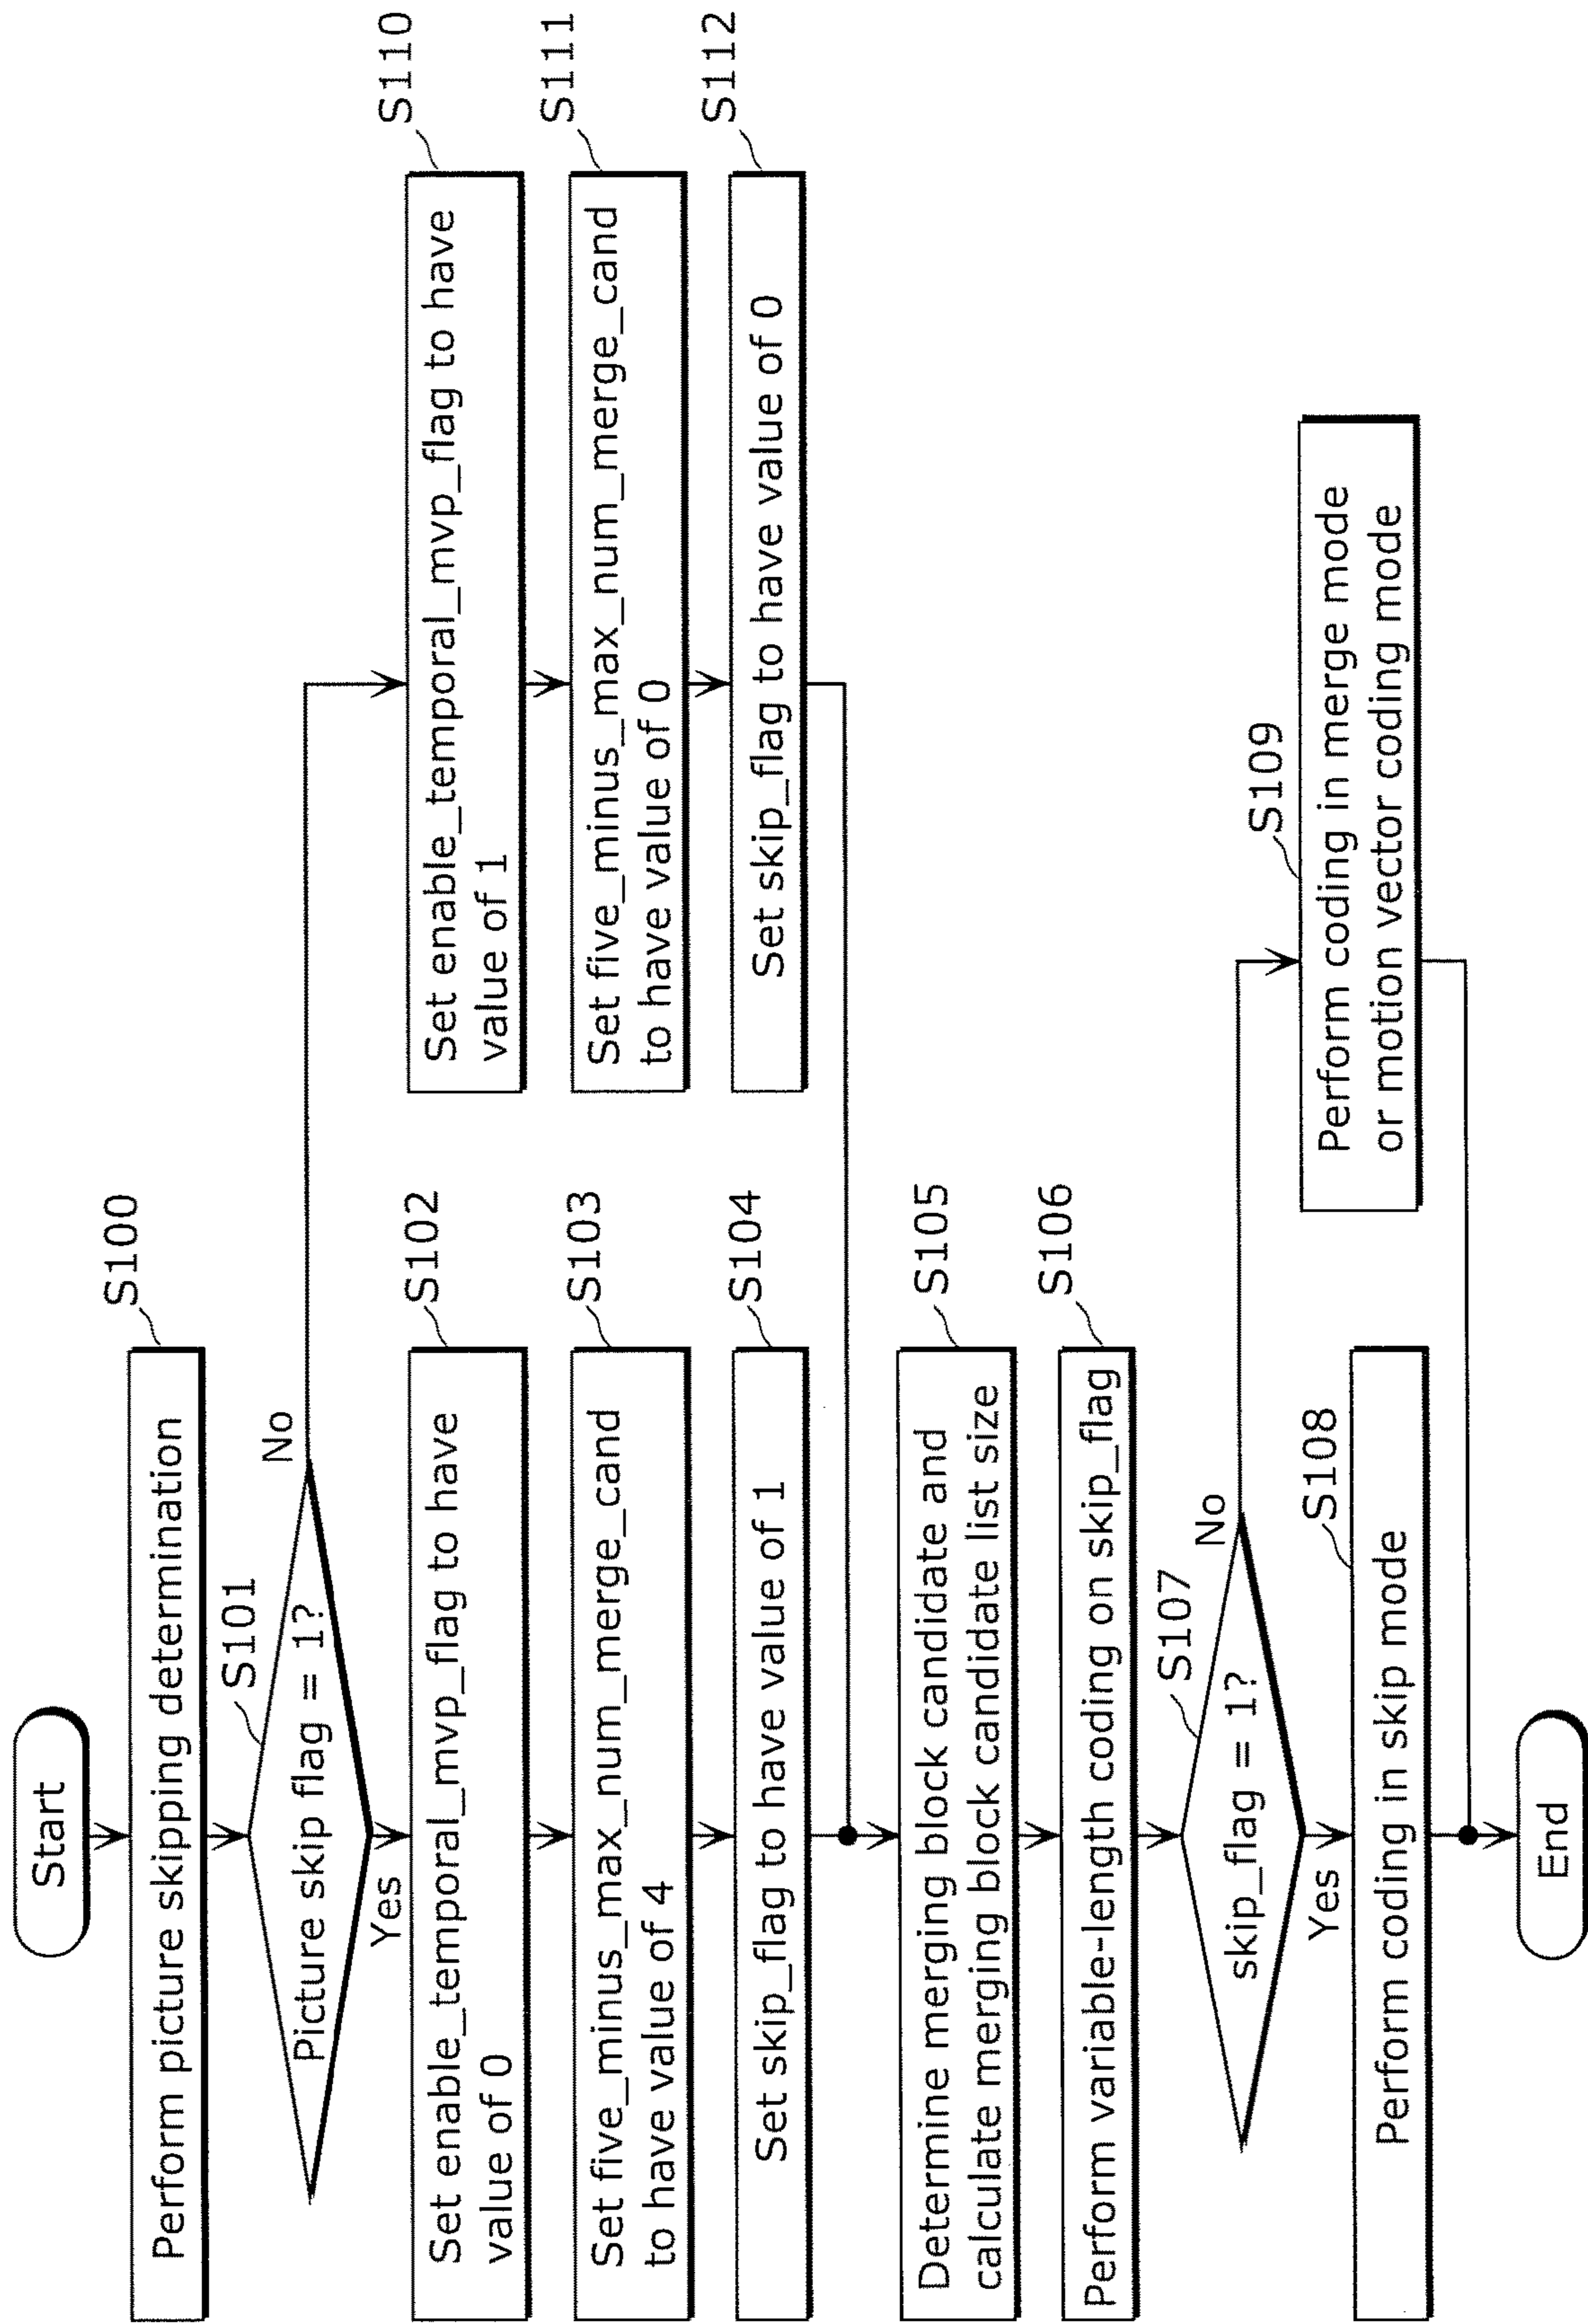 Start
S100
Perform picture skipping determination
S101
Picture skip flag = 1?
No
Yes
S102
Set enable_temporal_mvp_flag to have
value of 0
S103
Set five_minus_max_num_merge_cand
to have value of 4
S104
Set skip_flag to have value of 1
S110
Set enable_temporal_mvp_flag to have
value of 1
S111
Set five_minus_max_num_merge_cand
to have value of 0
S112
Set skip_flag to have value of 0
S105
Determine merging block candidate and
calculate merging block candidate list size
S106
Perform variable-length coding on skip_flag
S107
skip_flag = 1?
No
Yes
S108
Perform coding in skip mode
S109
Perform coding in merge mode
or motion vector coding mode
End